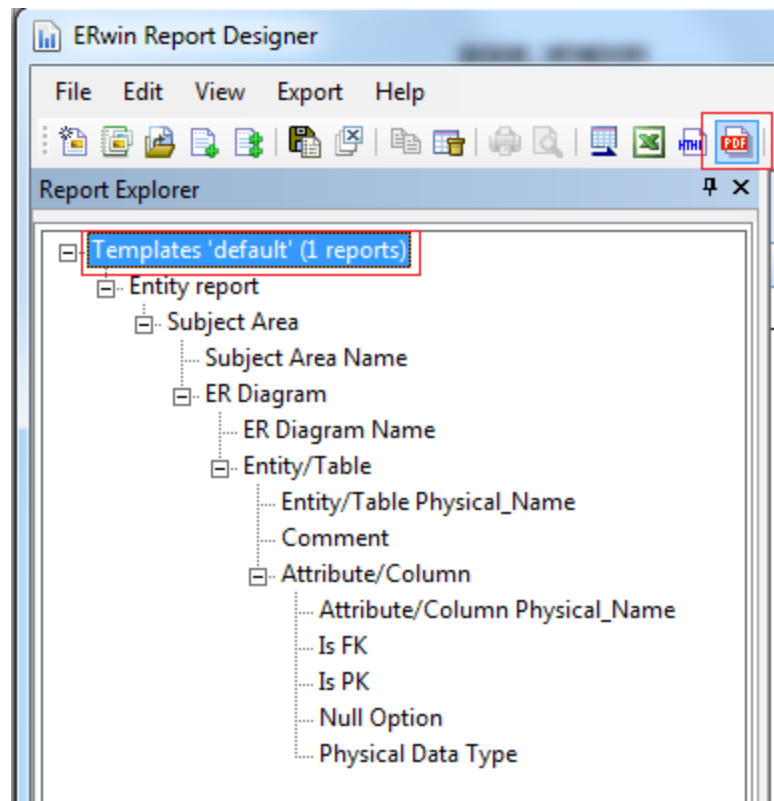 ERwin Report Designer
File Edit View Export Help
HTML PDF
Report Explorer
Templates 'default' (1 reports)
Entity report
Subject Area
Subject Area Name
ER Diagram
ER Diagram Name
Entity/Table
Entity/Table Physical_Name
Comment
Attribute/Column
Attribute/Column Physical_Name
Is FK
Is PK
Null Option
Physical Data Type